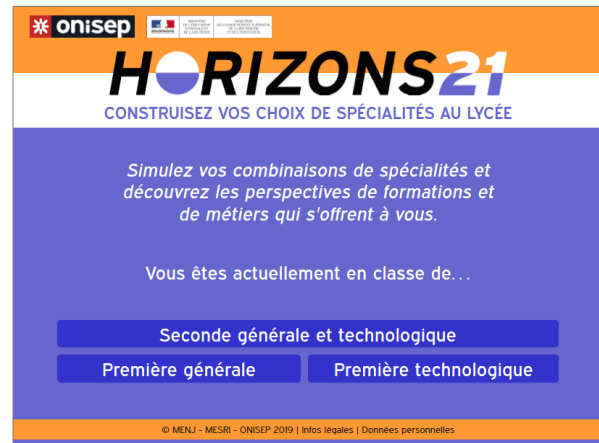 onisep
HORIZONS21
CONSTRUISEZ VOS CHOIX DE SPÉCIALITÉS AU LYCÉE
Simulez vos combinaisons de spécialités et
découvrez les perspectives de formations et
de métiers qui s'offrent à vous.
Vous êtes actuellement en classe de...
Seconde générale et technologique
Première générale
Première technologique
© MENJ - MESRI - ONISEP 2019 | Infos légales | Données personnelles